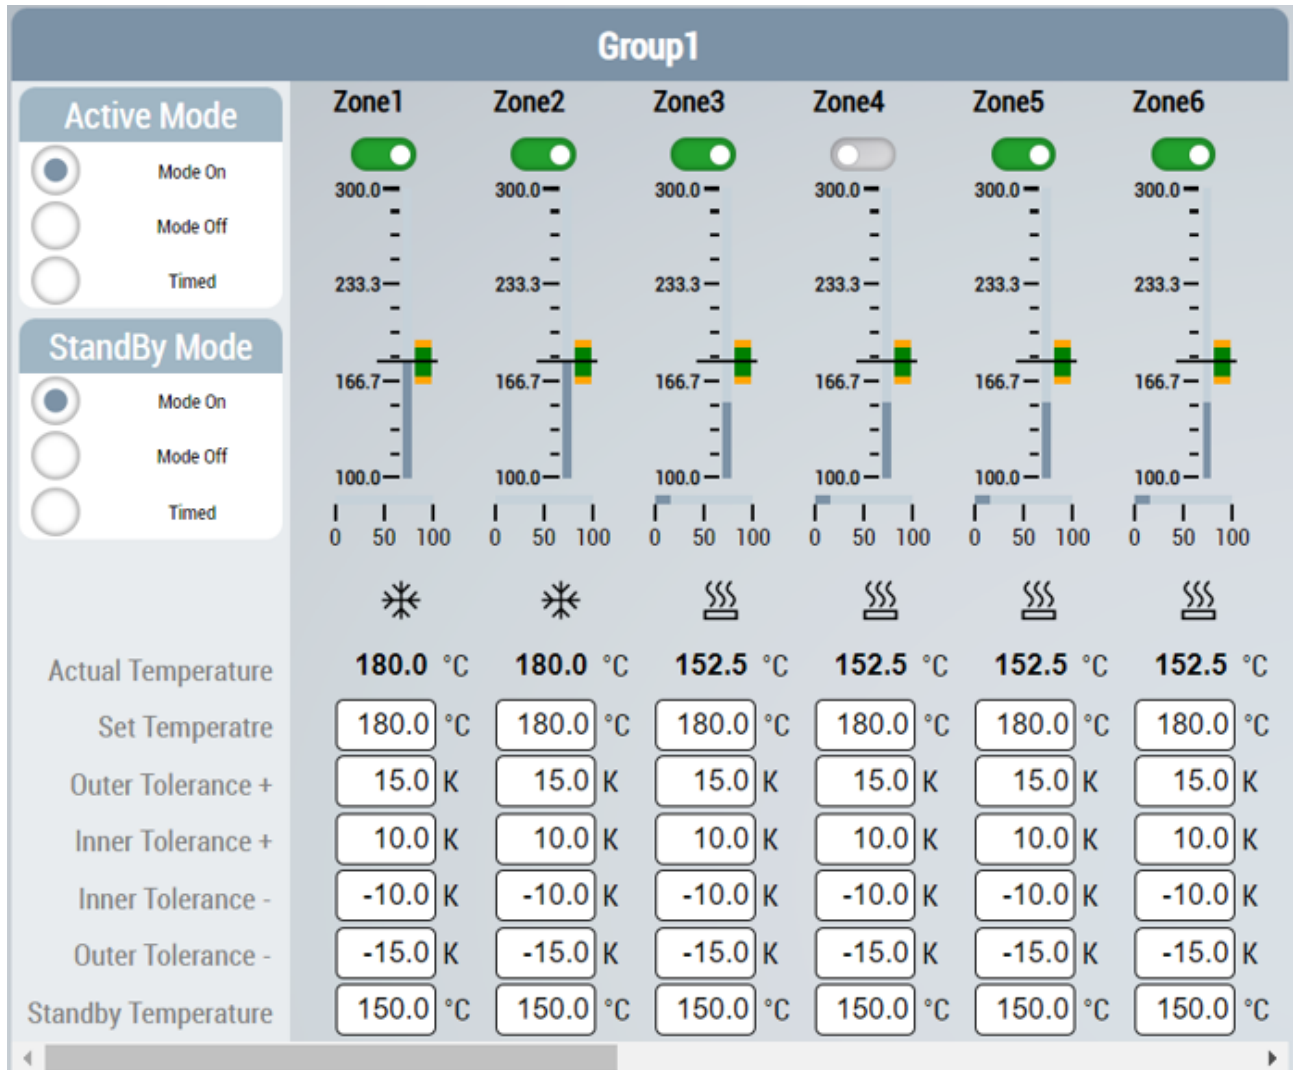 Group1
Active Mode
Mode On
Mode Off
Timed
StandBy Mode
Mode On
Mode Off
Timed
Zone1 Zone2 Zone3 Zone4 Zone5 Zone6
300.0 300.0 300.0 300.0 300.0 300.0
233.3 233.3 233.3 233.3 233.3 233.3
166.7 166.7 166.7 166.7 166.7 166.7
100.0 100.0 100.0 100.0 100.0 100.0
0 50 100 0 50 100 0 50 100 0 50 100 0 50 100 0 50 100
Actual Temperature 180.0 °C 180.0 °C 152.5 °C 152.5 °C 152.5 °C 152.5 °C
Set Temperatre 180.0 °C 180.0 °C 180.0 °C 180.0 °C 180.0 °C 180.0 °C
Outer Tolerance + 15.0 K 15.0 K 15.0 K 15.0 K 15.0 K 15.0 K
Inner Tolerance + 10.0 K 10.0 K 10.0 K 10.0 K 10.0 K 10.0 K
Inner Tolerance - -10.0 K -10.0 K -10.0 K -10.0 K -10.0 K -10.0 K
Outer Tolerance - -15.0 K -15.0 K -15.0 K -15.0 K -15.0 K -15.0 K
Standby Temperature 150.0 °C 150.0 °C 150.0 °C 150.0 °C 150.0 °C 150.0 °C